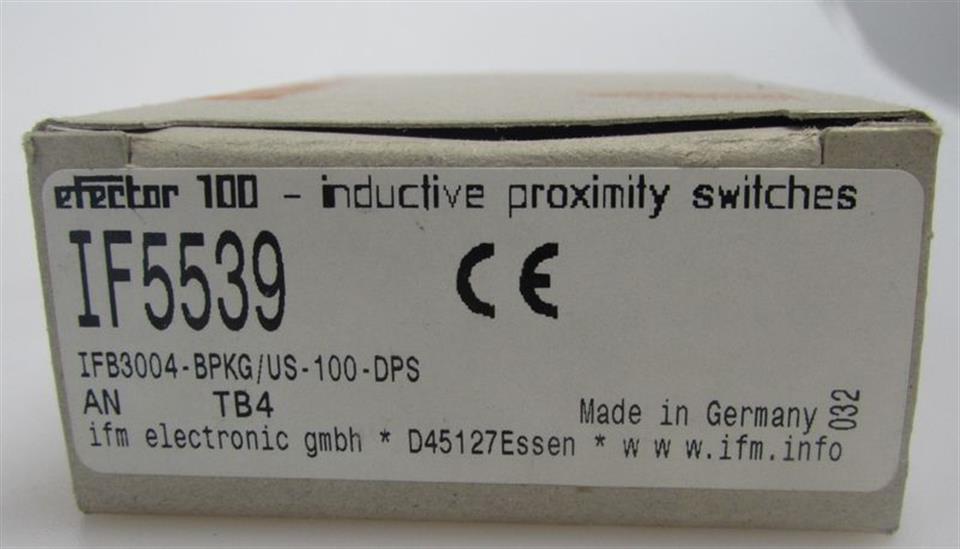 efector 100 - inductive proximity switches
IF5539
CE
IFB3004-BPKG/US-100-DPS
AN TB4
Made in Germany 032
ifm electronic gmbh * D45127Essen * w w w.ifm.info